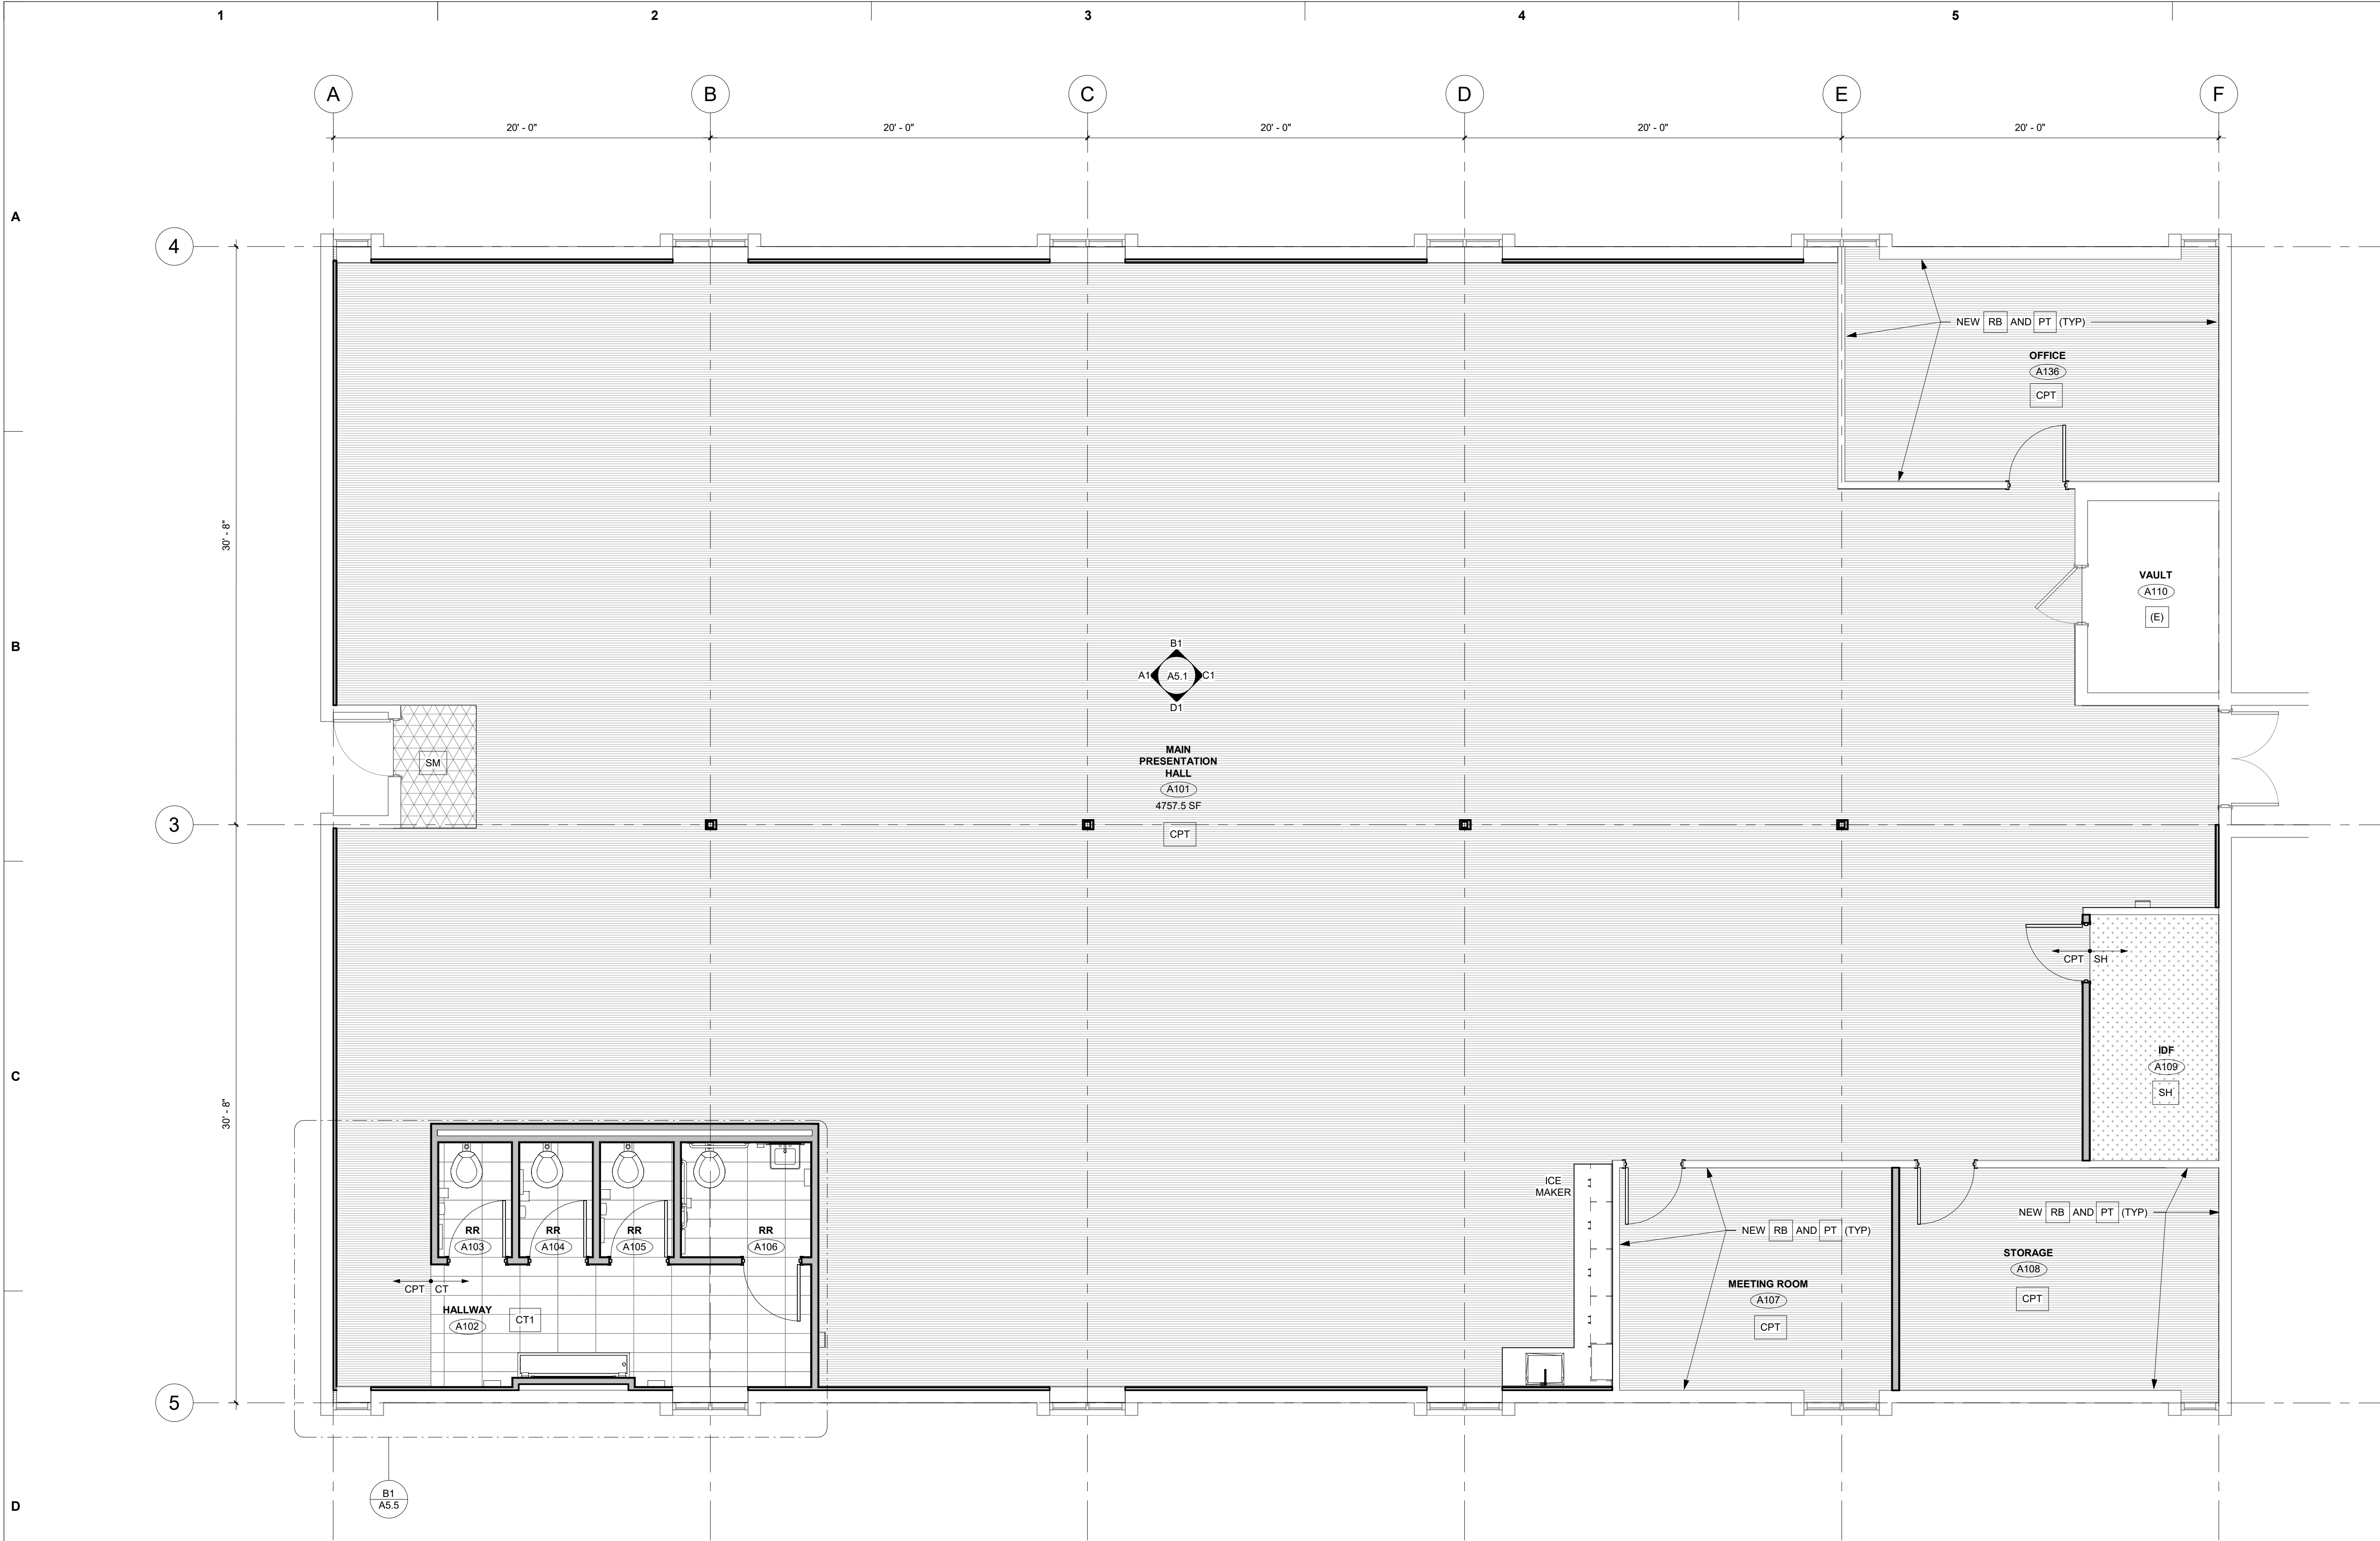 1 2 3 4 5
A B C D E F
20' - 0" 20' - 0" 20' - 0" 20' - 0" 20' - 0"
A
4
NEW RB AND PT (TYP)
OFFICE
A136
CPT
30' - 8"
VAULT
A110
(E)
B
B1
A1 A5.1 C1
D1
MAIN
PRESENTATION
HALL
A101
4757.5 SF
CPT
SM
3
CPT SH
IDF
A109
SH
C
30' - 8"
ICE
MAKER
NEW RB AND PT (TYP)
NEW RB AND PT (TYP)
RR
A103
RR
A104
RR
A105
RR
A106
STORAGE
A108
CPT
MEETING ROOM
A107
CPT
CPT CT
HALLWAY
A102
CT1
5
B1
A5.5
D